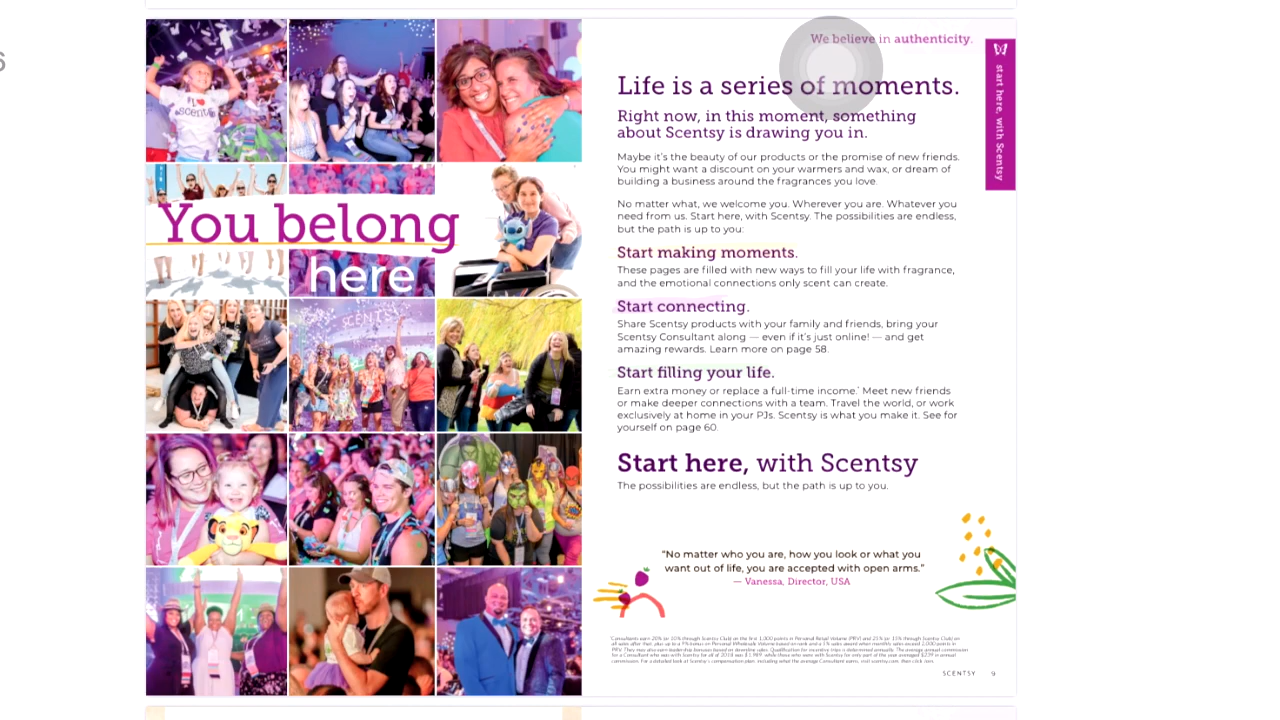 6
I
scents
SCENTSY
You belong
here
We believe in authenticity.
start here, with Scentsy
Life is a series of moments.
Right now, in this moment, something
about Scentsy is drawing you in.
Maybe it's the beauty of our products or the promise of new friends.
You might want a discount on your warmers and wax, or dream of
building a business around the fragrances you love.
No matter what, we welcome you. Wherever you are. Whatever you
need from us. Start here, with Scentsy. The possibilities are endless,
but the path is up to you:
Start making moments.
These pages are filled with new ways to fill your life with fragrance,
and the emotional connections only scent can create.
Start connecting.
Share Scentsy products with your family and friends, bring your
Scentsy Consultant along — even if it's just online! — and get
amazing rewards. Learn more on page 58.
Start filling your life.
Earn extra money or replace a full-time income.* Meet new friends
or make deeper connections with a team. Travel the world, or work
exclusively at home in your PJs. Scentsy is what you make it. See for
yourself on page 60.
Start here, with Scentsy
The possibilities are endless, but the path is up to you.
"No matter who you are, how you look or what you
want out of life, you are accepted with open arms."
— Vanessa, Director, USA
SCENTSY 9